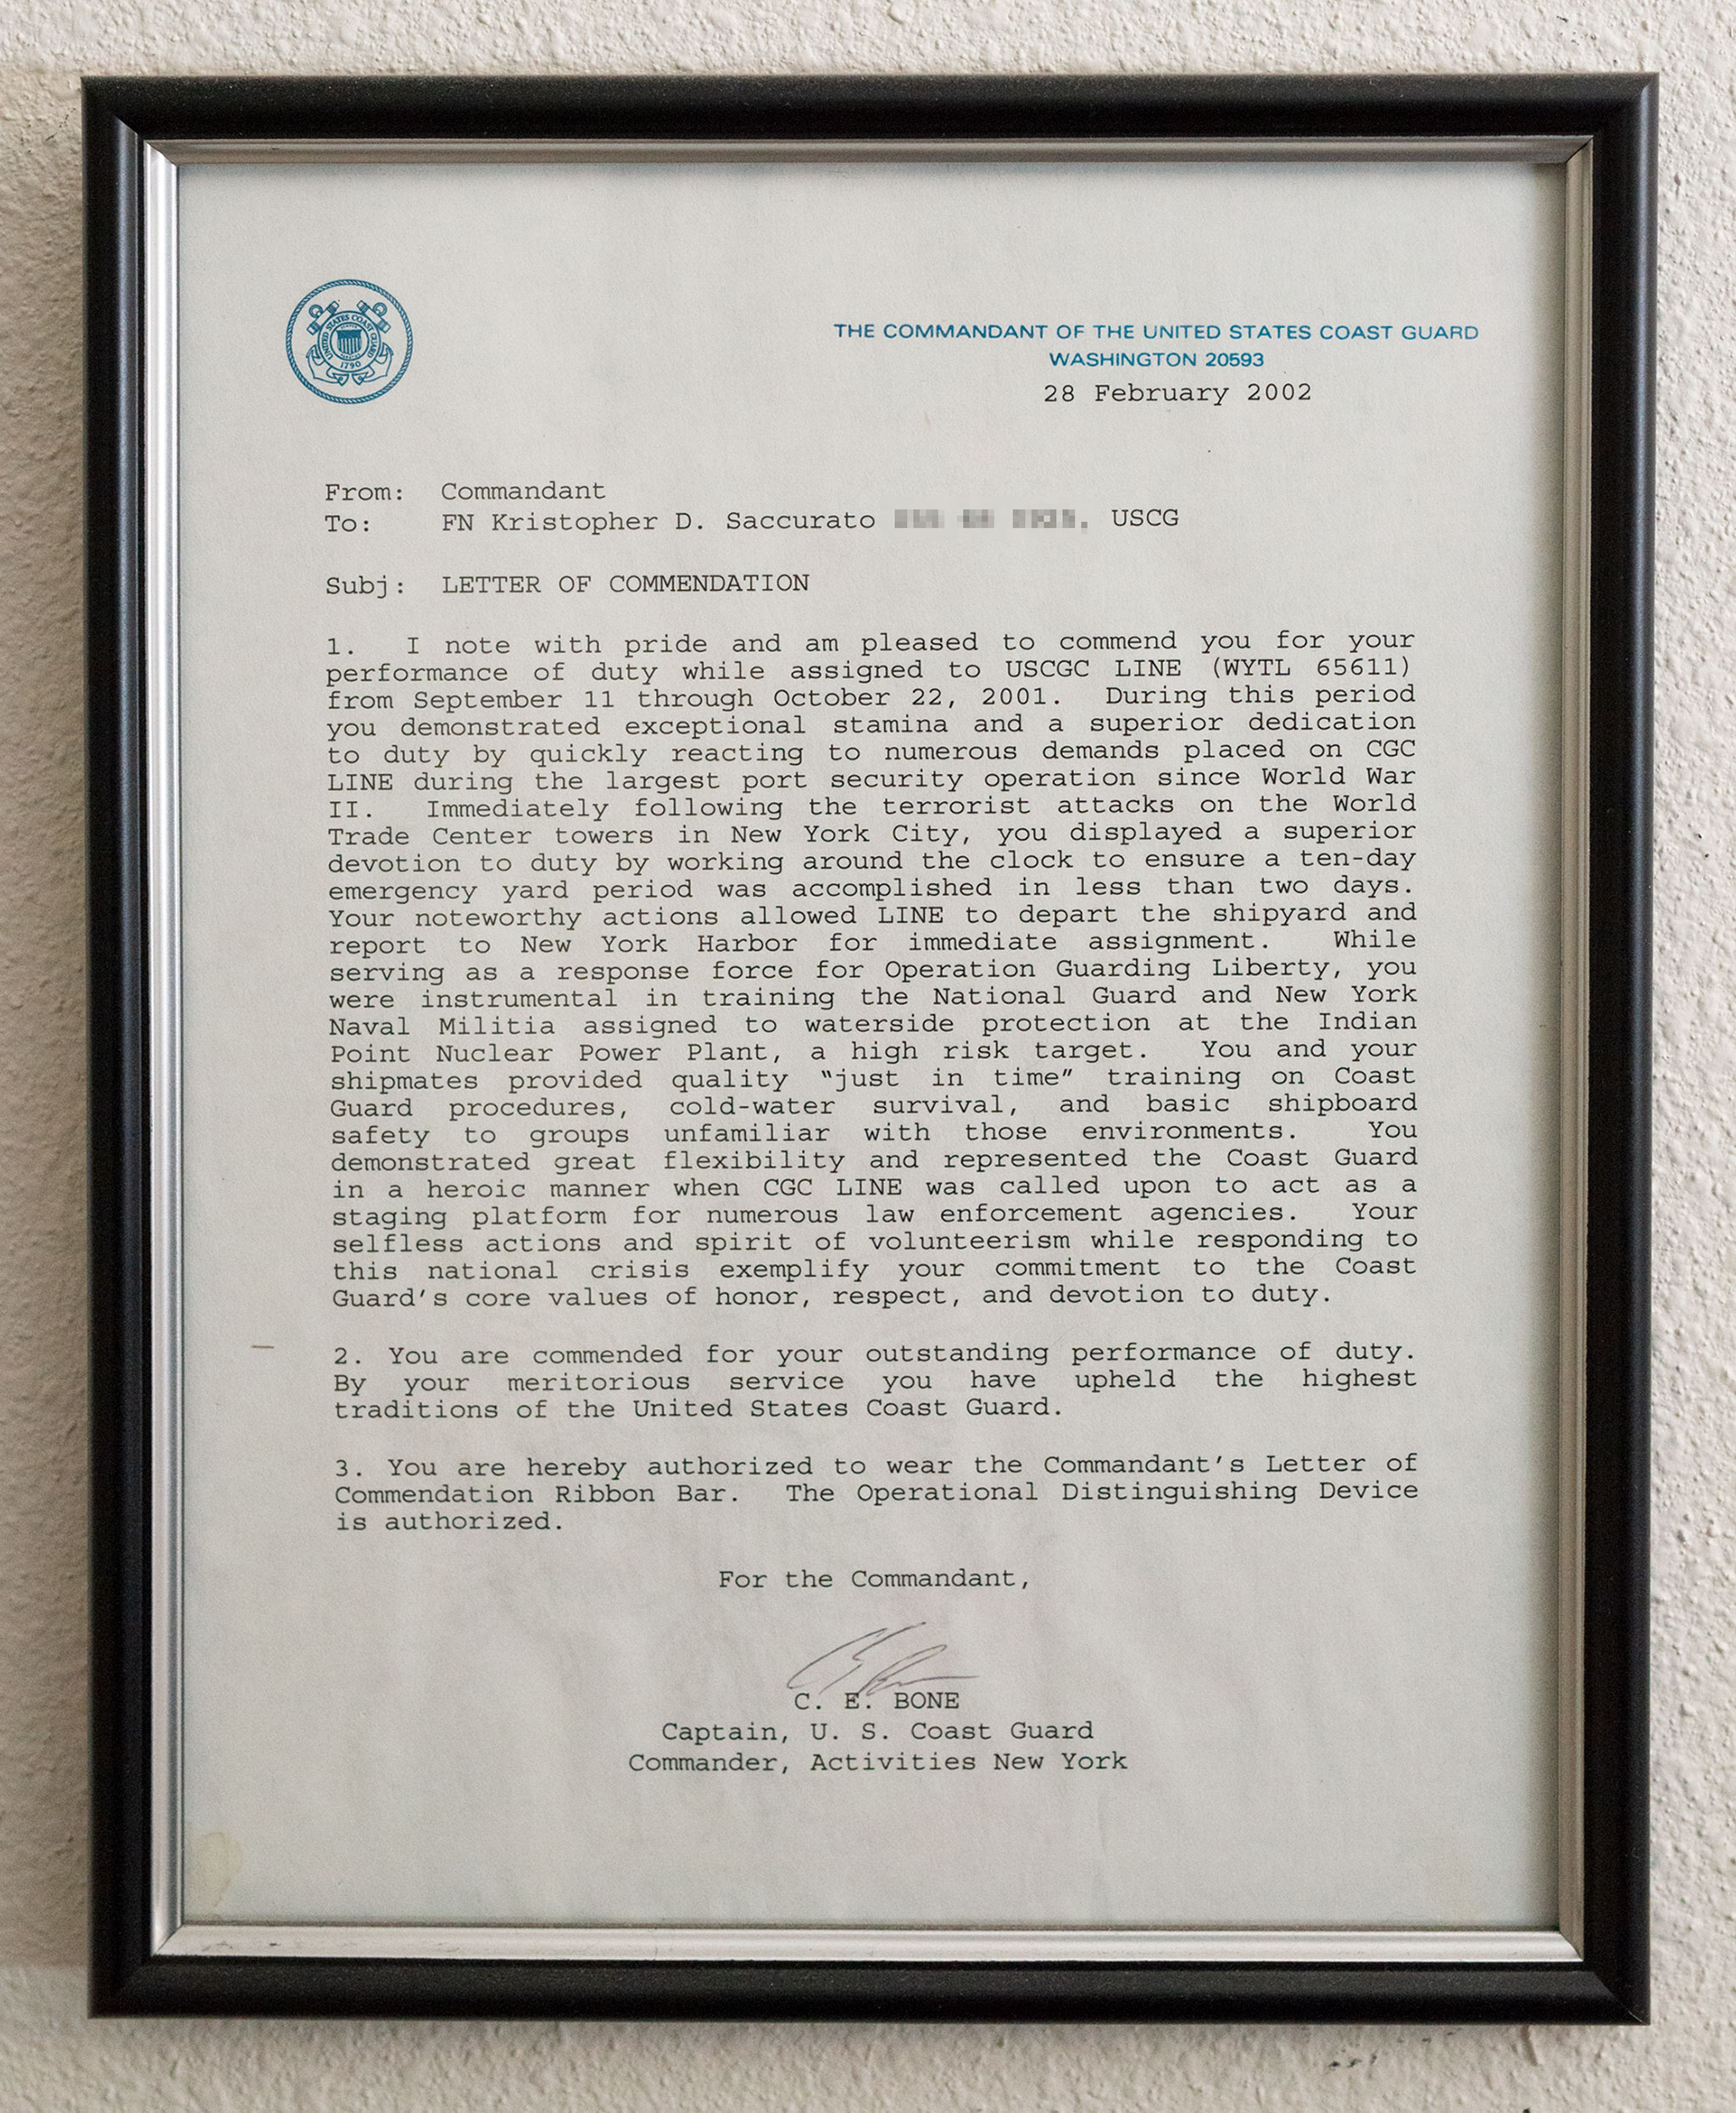 UNITED STATES COAST GUARD
1790
THE COMMANDANT OF THE UNITED STATES COAST GUARD
WASHINGTON 20593
28 February 2002
From: Commandant
To: FN Kristopher D. Saccurato , USCG
Subj: LETTER OF COMMENDATION
1. I note with pride and am pleased to commend you for your
performance of duty while assigned to USCGC LINE (WYTL 65611)
from September 11 through October 22, 2001. During this period
you demonstrated exceptional stamina and a superior dedication
to duty by quickly reacting to numerous demands placed on CGC
LINE during the largest port security operation since World War
II. Immediately following the terrorist attacks on the World
Trade Center towers in New York City, you displayed a superior
devotion to duty by working around the clock to ensure a ten-day
emergency yard period was accomplished in less than two days.
Your noteworthy actions allowed LINE to depart the shipyard and
report to New York Harbor for immediate assignment. While
serving as a response force for Operation Guarding Liberty, you
were instrumental in training the National Guard and New York
Naval Militia assigned to waterside protection at the Indian
Point Nuclear Power Plant, a high risk target. You and your
shipmates provided quality "just in time" training on Coast
Guard procedures, cold-water survival, and basic shipboard
safety to groups unfamiliar with those environments. You
demonstrated great flexibility and represented the Coast Guard
in a heroic manner when CGC LINE was called upon to act as a
staging platform for numerous law enforcement agencies. Your
selfless actions and spirit of volunteerism while responding to
this national crisis exemplify your commitment to the Coast
Guard's core values of honor, respect, and devotion to duty.
2. You are commended for your outstanding performance of duty.
By your meritorious service you have upheld the highest
traditions of the United States Coast Guard.
3. You are hereby authorized to wear the Commandant's Letter of
Commendation Ribbon Bar. The Operational Distinguishing Device
is authorized.
For the Commandant,
C. E. BONE
Captain, U. S. Coast Guard
Commander, Activities New York